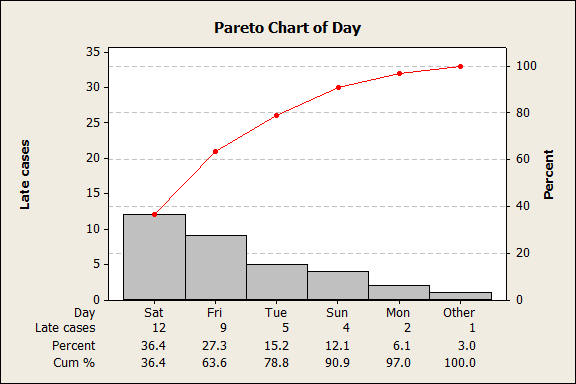 Pareto Chart of Day
35
30
25
20
15
10
5
0
Late cases
100
80
60
40
20
0
Percent
Day Sat Fri Tue Sun Mon Other
Late cases 12 9 5 4 2 1
Percent 36.4 27.3 15.2 12.1 6.1 3.0
Cum % 36.4 63.6 78.8 90.9 97.0 100.0